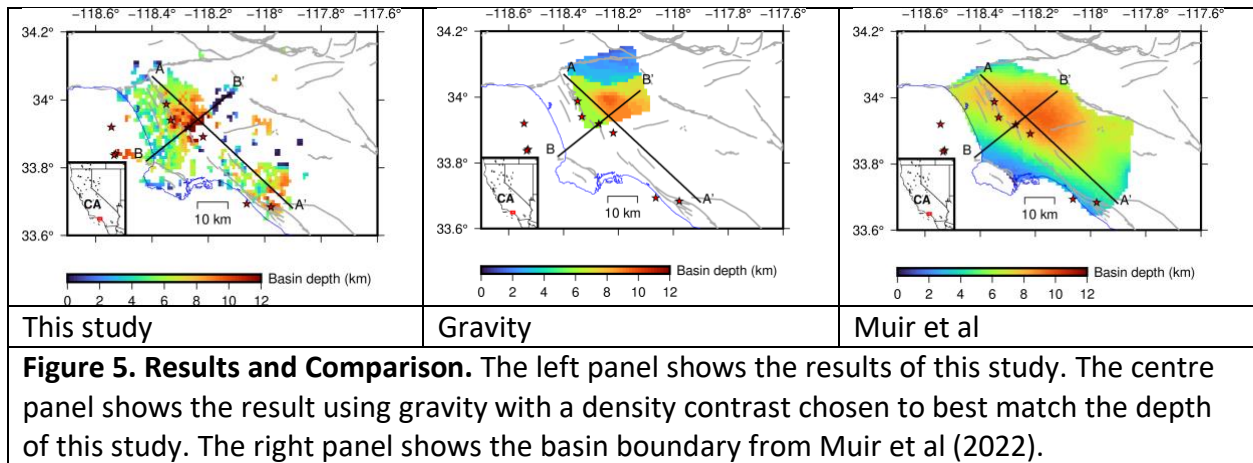 −118.6° −118.4° −118.2° −118° −117.8° −117.6°
34.2°
34°
33.8°
33.6°
A
B'
B
A'
CA
10 km
Basin depth (km)
0 2 4 6 8 10 12
−118.6° −118.4° −118.2° −118° −117.8° −117.6°
34.2°
34°
33.8°
33.6°
A
B'
B
A'
CA
10 km
Basin depth (km)
0 2 4 6 8 10 12
−118.6° −118.4° −118.2° −118° −117.8° −117.6°
34.2°
34°
33.8°
33.6°
A
B'
B
A'
CA
10 km
Basin depth (km)
0 2 4 6 8 10 12
This study
Gravity
Muir et al
Figure 5. Results and Comparison. The left panel shows the results of this study. The centre
panel shows the result using gravity with a density contrast chosen to best match the depth
of this study. The right panel shows the basin boundary from Muir et al (2022).